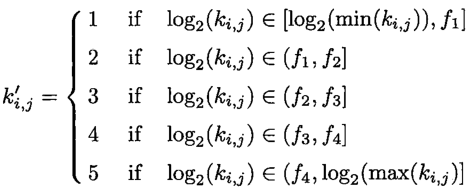 k'_{i,j} = { 1 if log_2(k_{i,j}) ∈ [log_2(min(k_{i,j})), f_1]
2 if log_2(k_{i,j}) ∈ (f_1, f_2]
3 if log_2(k_{i,j}) ∈ (f_2, f_3]
4 if log_2(k_{i,j}) ∈ (f_3, f_4]
5 if log_2(k_{i,j}) ∈ (f_4, log_2(max(k_{i,j})]